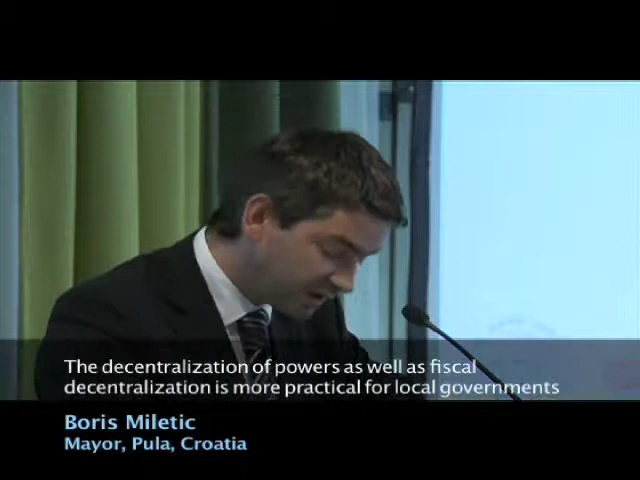 The decentralization of powers as well as fiscal
decentralization is more practical for local governments
Boris Miletic
Mayor, Pula, Croatia